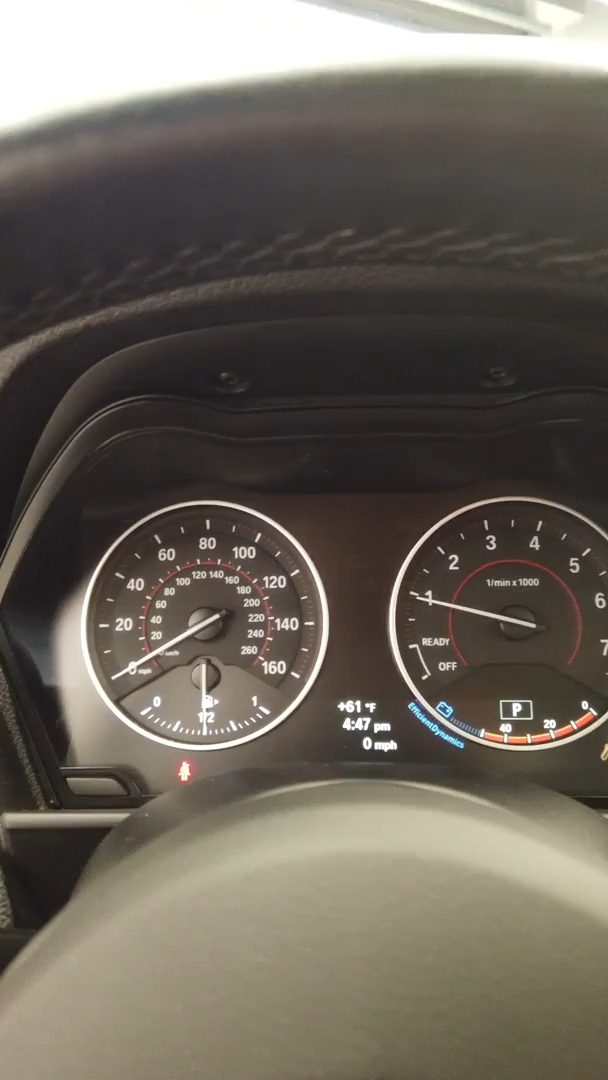 0 20 40 60 80 100 120 140 160
mph
20 40 60 80 100 120 140 160 180 200 220 240 260
km/h
0 1/2 1
+61 °F
4:47 pm
0 mph
1 2 3 4 5 6 7
1/min x 1000
READY
OFF
P
EfficientDynamics
40 20 0